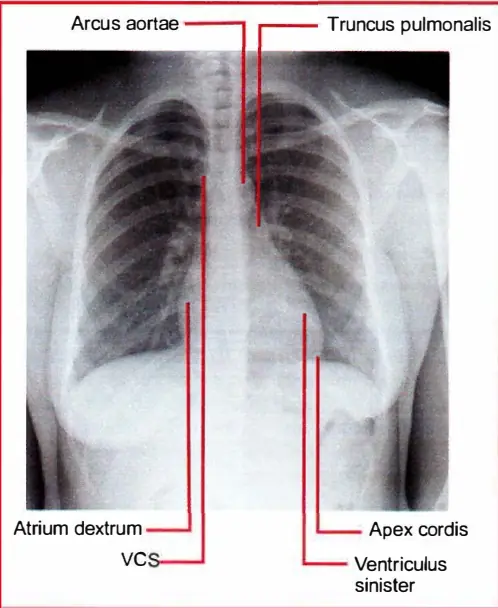 Arcus aortae
Truncus pulmonalis
Atrium dextrum
VCS
Apex cordis
Ventriculus
sinister